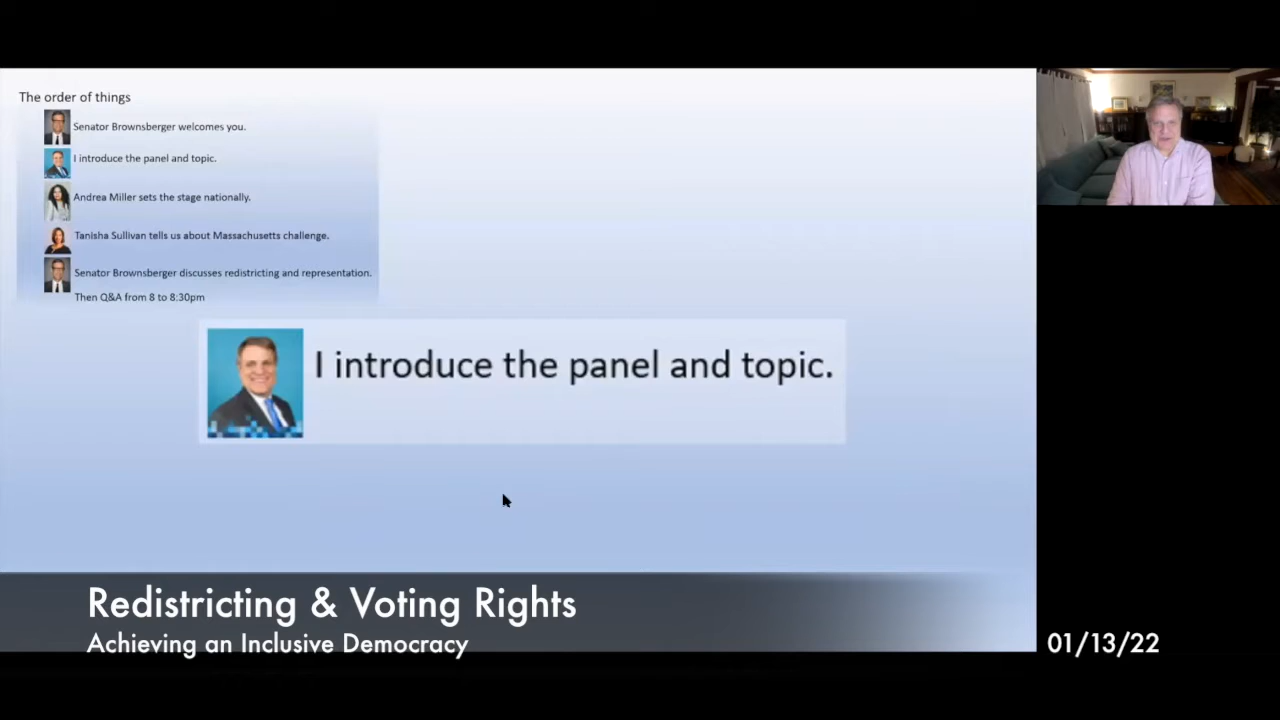 The order of things
Senator Brownsberger welcomes you.
I introduce the panel and topic.
Andrea Miller sets the stage nationally.
Tanisha Sullivan tells us about Massachusetts challenge.
Senator Brownsberger discusses redistricting and representation.
Then Q&A from 8 to 8:30pm
I introduce the panel and topic.
Redistricting & Voting Rights
Achieving an Inclusive Democracy
01/13/22